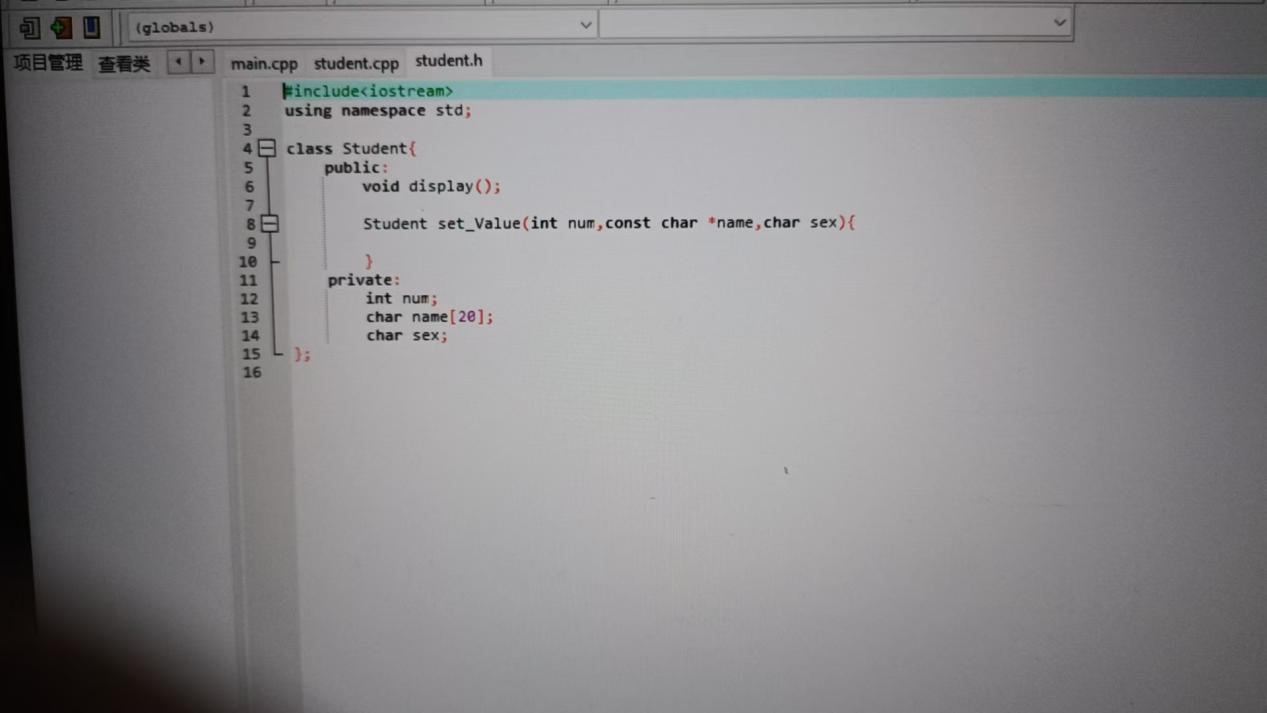 (globals)
项目管理 查看类 main.cpp student.cpp student.h
1 #include<iostream>
2 using namespace std;
3
4 class Student{
5 public:
6 void display();
7
8 Student set_Value(int num,const char *name,char sex){
9
10 }
11 private:
12 int num;
13 char name[20];
14 char sex;
15 };
16